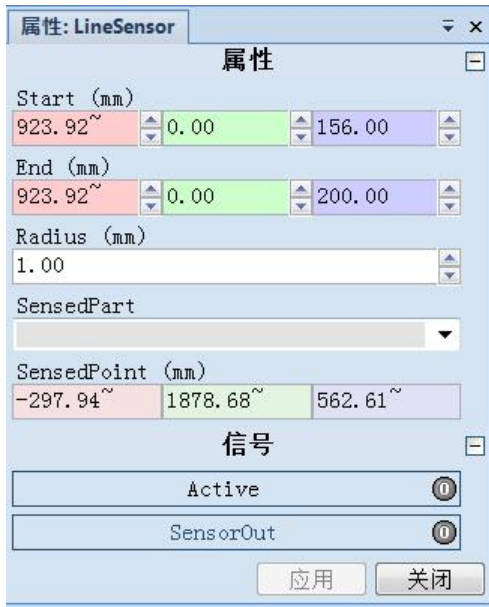 属性: LineSensor
属性
Start (mm)
923.92~ 0.00 156.00
End (mm)
923.92~ 0.00 200.00
Radius (mm)
1.00
SensedPart
SensedPoint (mm)
-297.94~ 1878.68~ 562.61~
信号
Active
SensorOut
应用 关闭